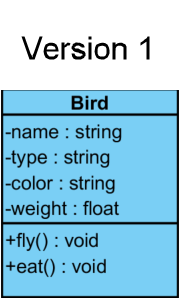 Version 1
Bird
-name : string
-type : string
-color : string
-weight : float
+fly() : void
+eat() : void